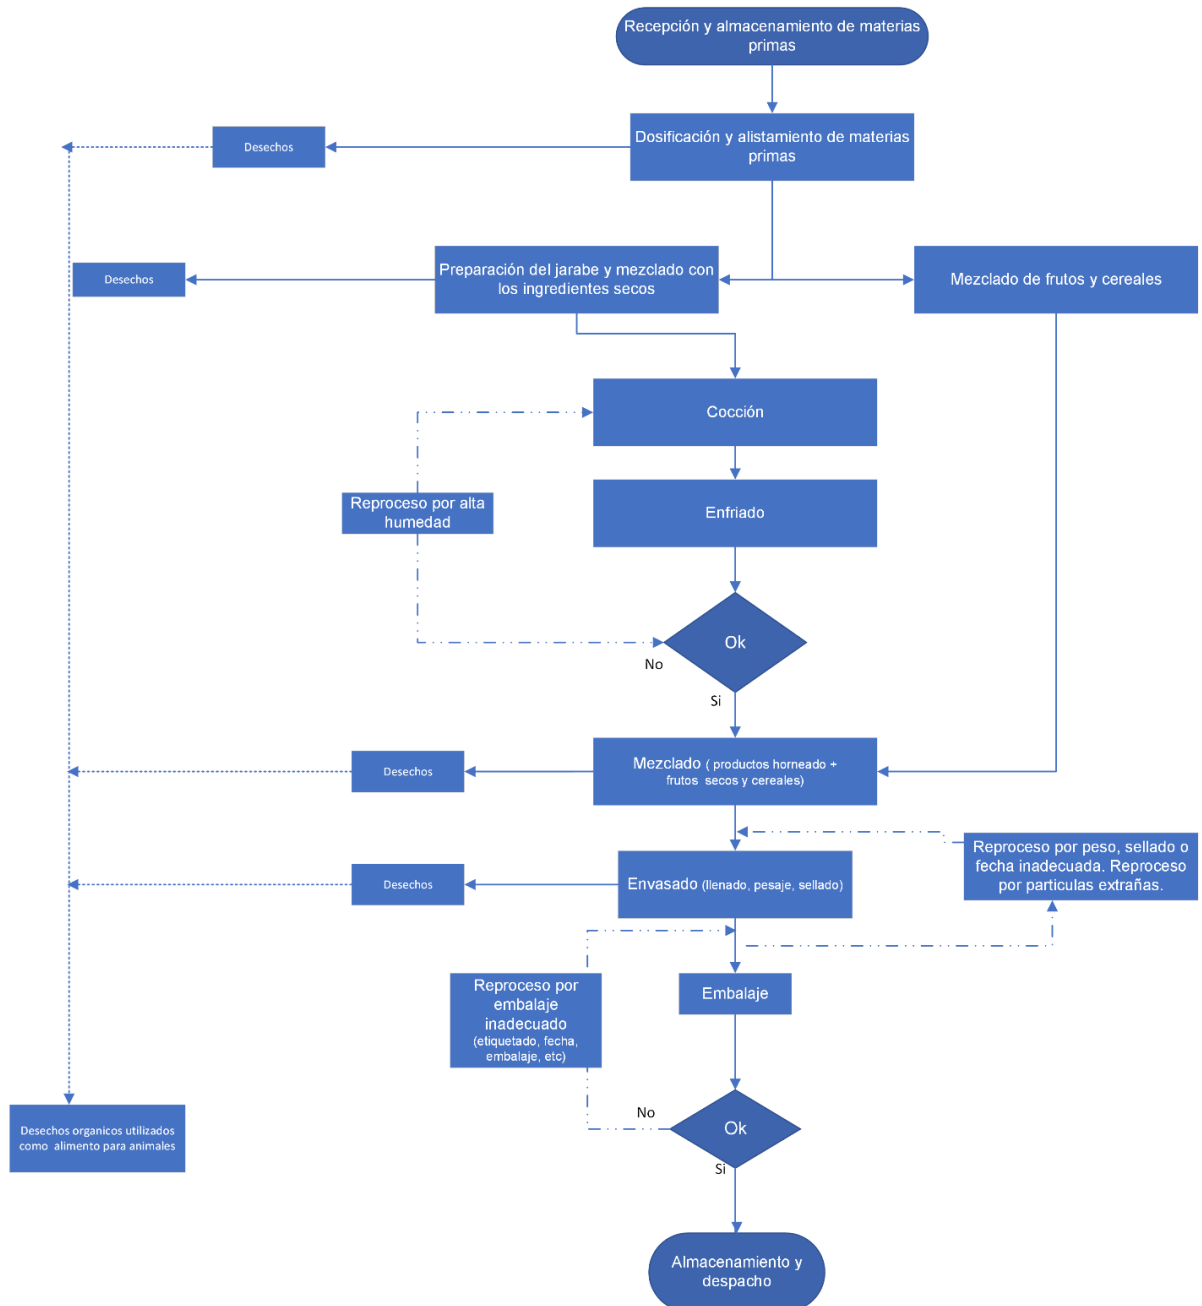 Recepción y almacenamiento de materias
primas
Dosificación y alistamiento de materias
primas
Desechos
Preparación del jarabe y mezclado con
los ingredientes secos
Desechos
Mezclado de frutos y cereales
Cocción
Reproceso por alta
humedad
Enfriado
Ok
No
Si
Mezclado ( productos horneado +
frutos secos y cereales)
Desechos
Reproceso por peso, sellado o
fecha inadecuada. Reproceso
por particulas extrañas.
Envasado (llenado, pesaje, sellado)
Desechos
Reproceso por
embalaje
inadecuado
(etiquetado, fecha,
embalaje, etc)
Embalaje
No
Ok
Si
Desechos organicos utilizados
como alimento para animales
Almacenamiento y
despacho